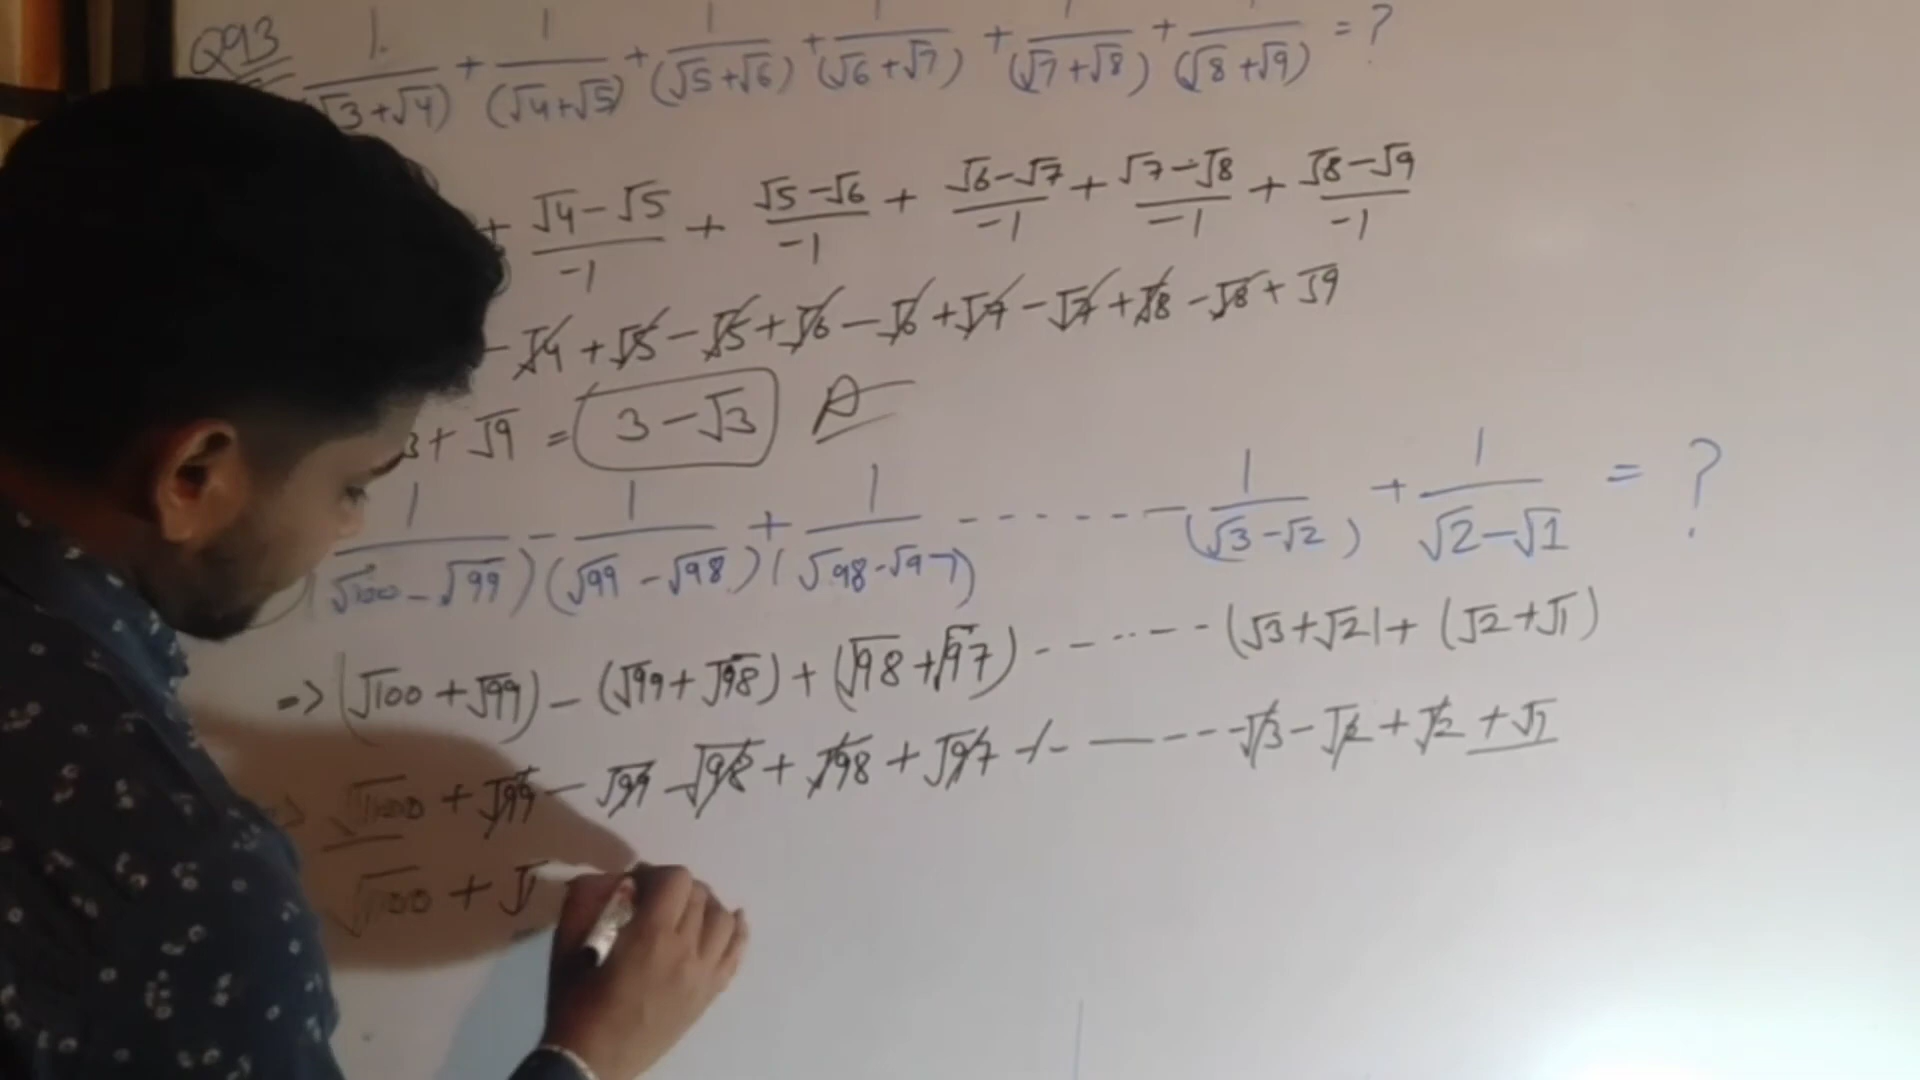 Q93 1/(√3+√4) + 1/(√4+√5) + 1/(√5+√6) + 1/(√6+√7) + 1/(√7+√8) + 1/(√8+√9) = ?
+ (√4-√5)/-1 + (√5-√6)/-1 + (√6-√7)/-1 + (√7-√8)/-1 + (√8-√9)/-1
- √4 + √5 - √5 + √6 - √6 + √7 - √7 + √8 - √8 + √9
3 + √9 = 3-√3 A
1/(√100-√99) - 1/(√99-√98) + 1/(√98-√97) ------- 1/(√3-√2) + 1/(√2-√1) = ?
=> (√100+√99) - (√99+√98) + (√98+√97) ------- (√3+√2) + (√2+√1)
=> √100 + √99 - √99 - √98 + √98 + √97 + ------- √3 - √2 + √2 + √1
√100 + √1